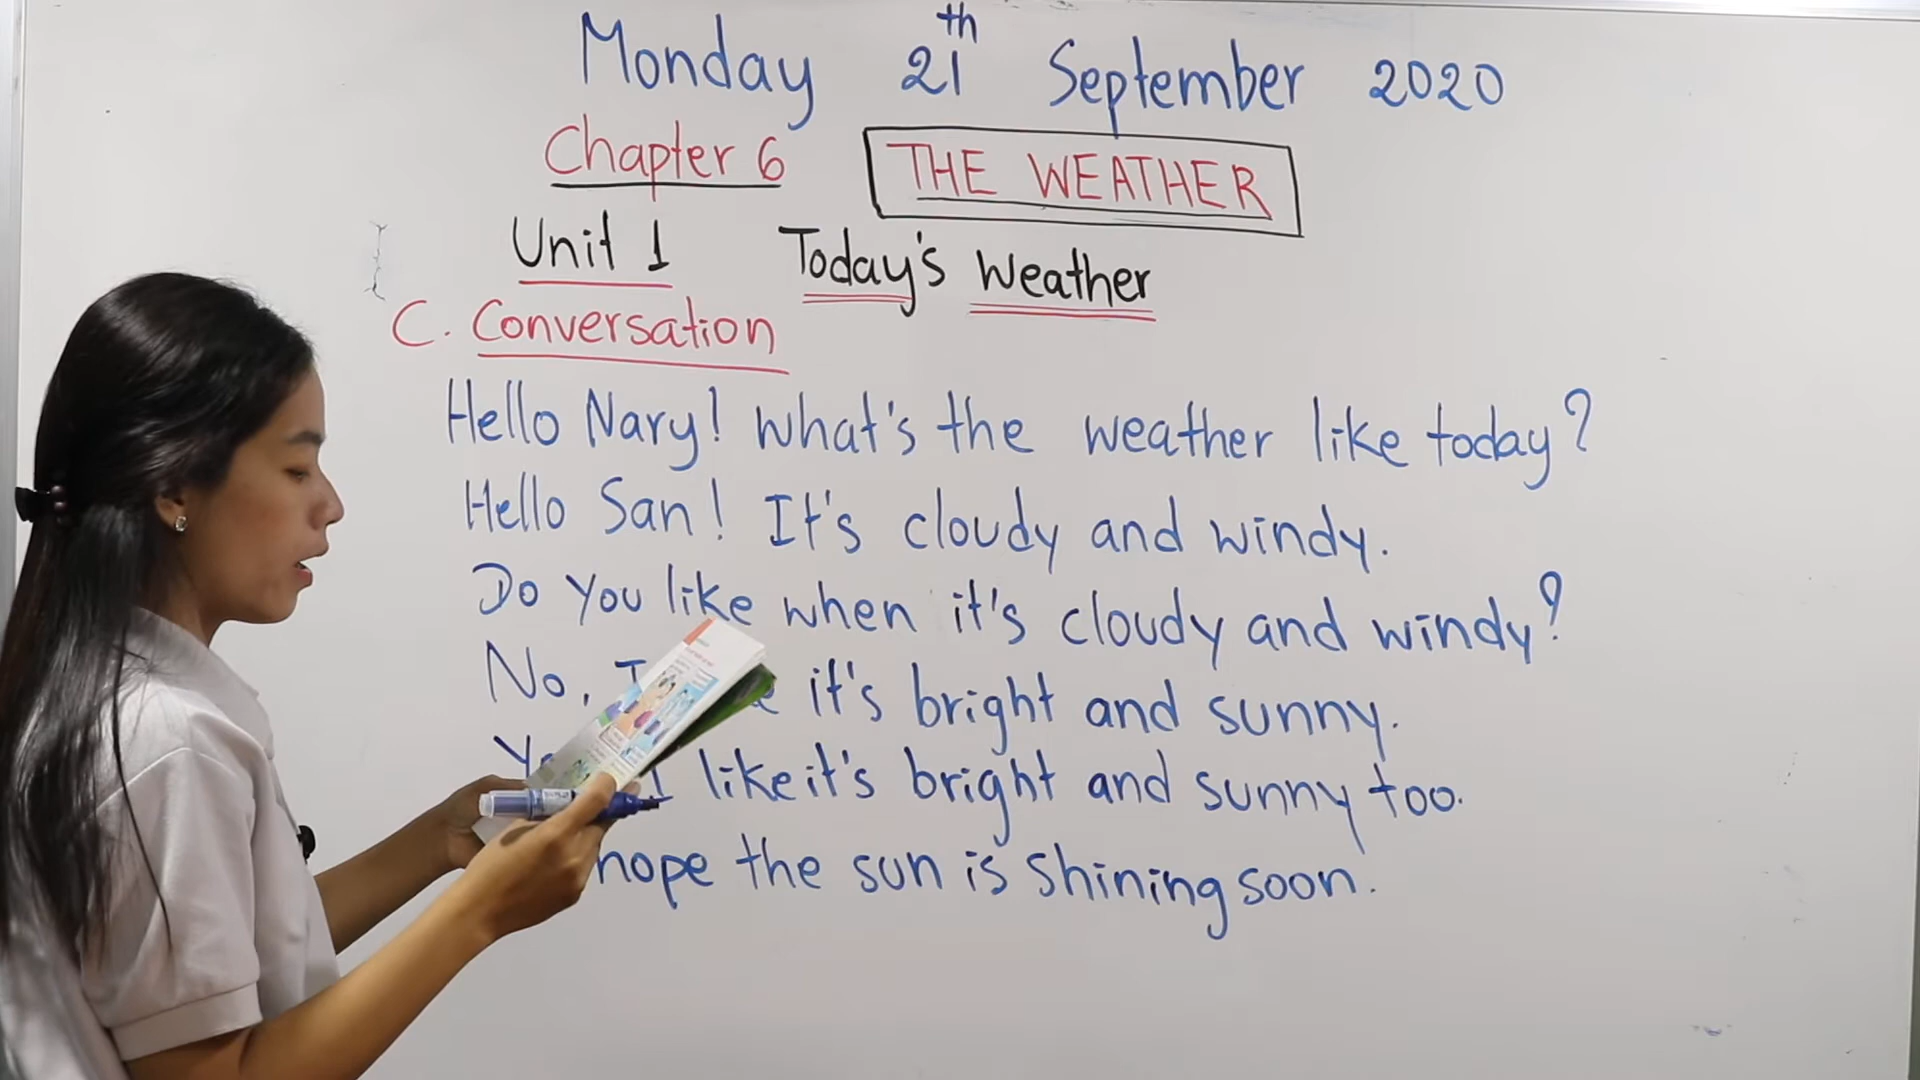 Monday 21th September 2020
Chapter 6 THE WEATHER
Unit 1 Today's Weather
C. Conversation
Hello Nary! What's the weather like today?
Hello San! It's cloudy and windy.
Do you like when it's cloudy and windy?
No, I it's bright and sunny.
I like it's bright and sunny too.
hope the sun is shining soon.